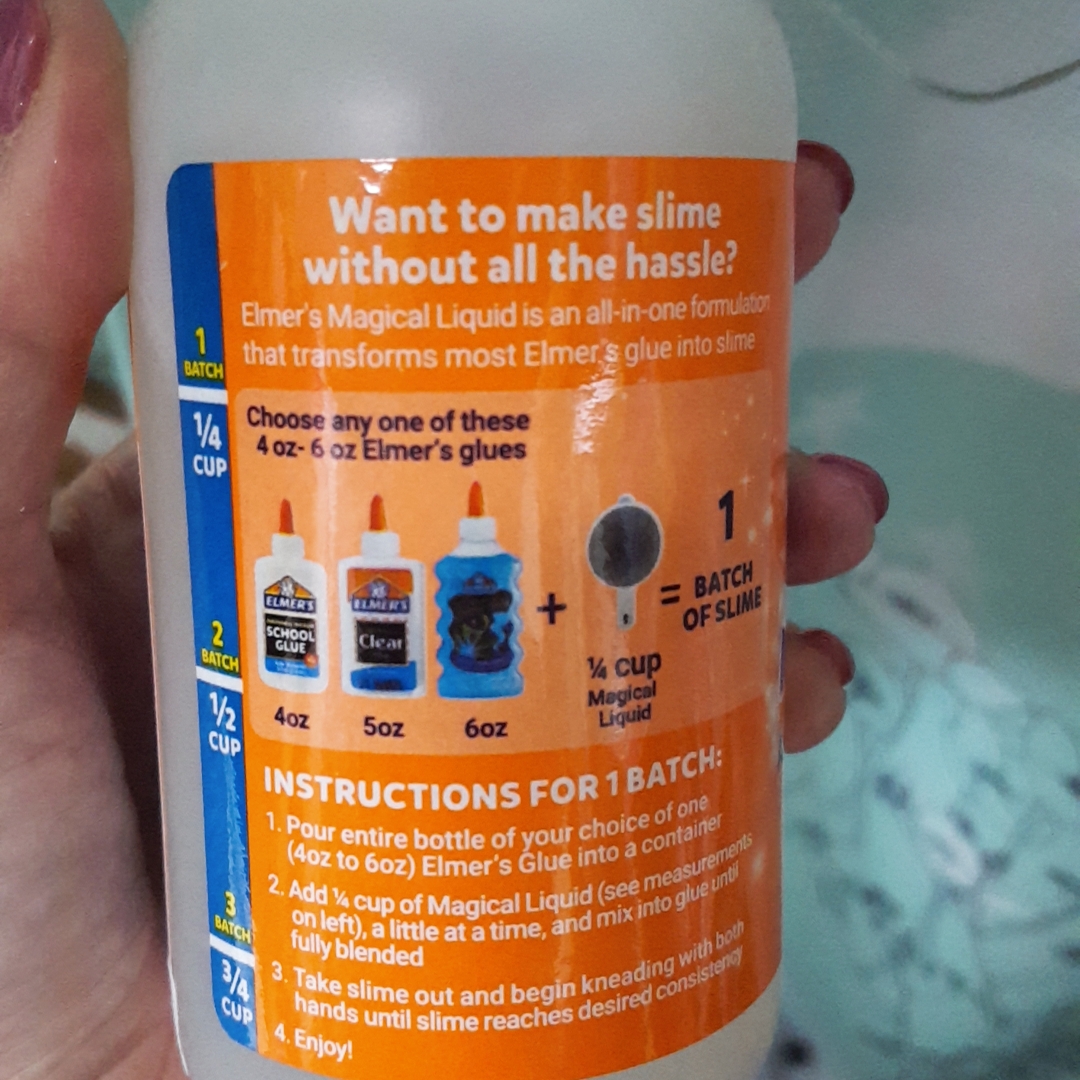 Want to make slime
without all the hassle?
Elmer's Magical Liquid is an all-in-one formulation
that transforms most Elmer's glue into slime
1
BATCH
1/4
CUP
2
BATCH
1/2
CUP
3
BATCH
3/4
CUP
Choose any one of these
4 oz- 6 oz Elmer's glues
ELMER'S
SCHOOL
GLUE
ELMER'S
Clear
4oz
5oz
6oz
+
¼ cup
Magical
Liquid
=
1
BATCH
OF SLIME
INSTRUCTIONS FOR 1 BATCH:
1. Pour entire bottle of your choice of one
(4oz to 6oz) Elmer's Glue into a container
2. Add ¼ cup of Magical Liquid (see measurements
on left), a little at a time, and mix into glue until
fully blended
3. Take slime out and begin kneading with both
hands until slime reaches desired consistency
4. Enjoy!